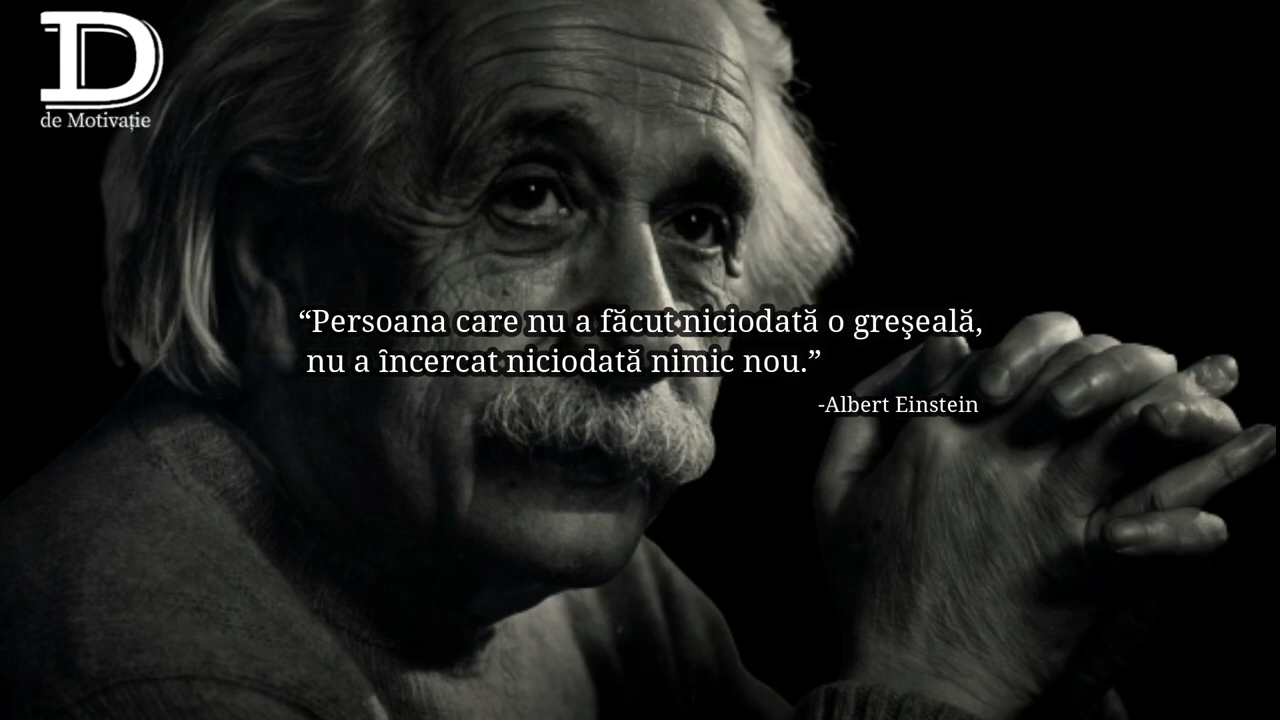 D
de Motivație
“Persoana care nu a făcut niciodată o greşeală,
nu a încercat niciodată nimic nou.”
-Albert Einstein